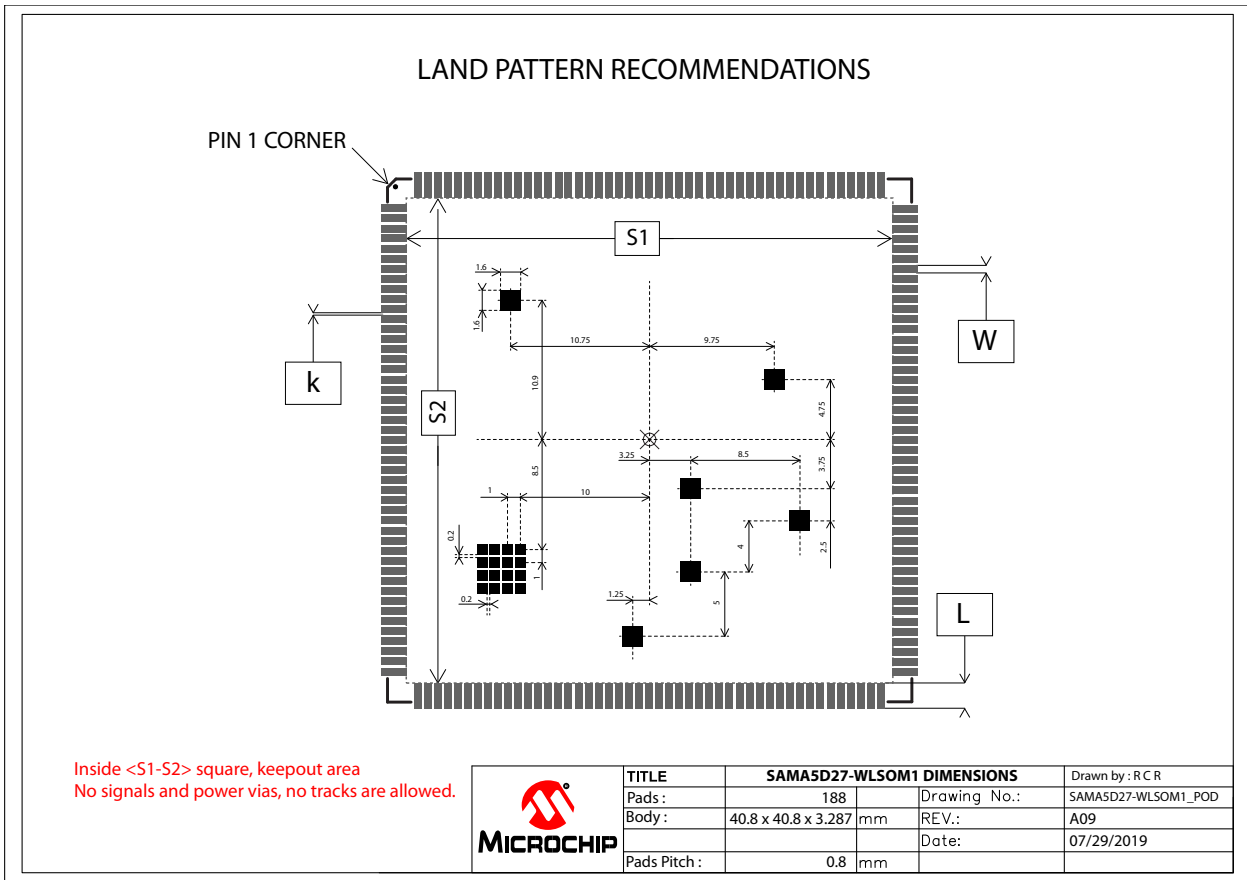 LAND PATTERN RECOMMENDATIONS
PIN 1 CORNER
S1
1.6
1.6
10.75
9.75
W
k
10.9
4.75
S2
3.25
8.5
3.75
8.5
1
10
0.2
4
2.5
1
0.2
1.25
5
L
Inside <S1-S2> square, keepout area
No signals and power vias, no tracks are allowed.
MICROCHIP
TITLE SAMA5D27-WLSOM1 DIMENSIONS Drawn by : R C R
Pads : 188 Drawing No.: SAMA5D27-WLSOM1_POD
Body : 40.8 x 40.8 x 3.287 mm REV.: A09
Date: 07/29/2019
Pads Pitch : 0.8 mm